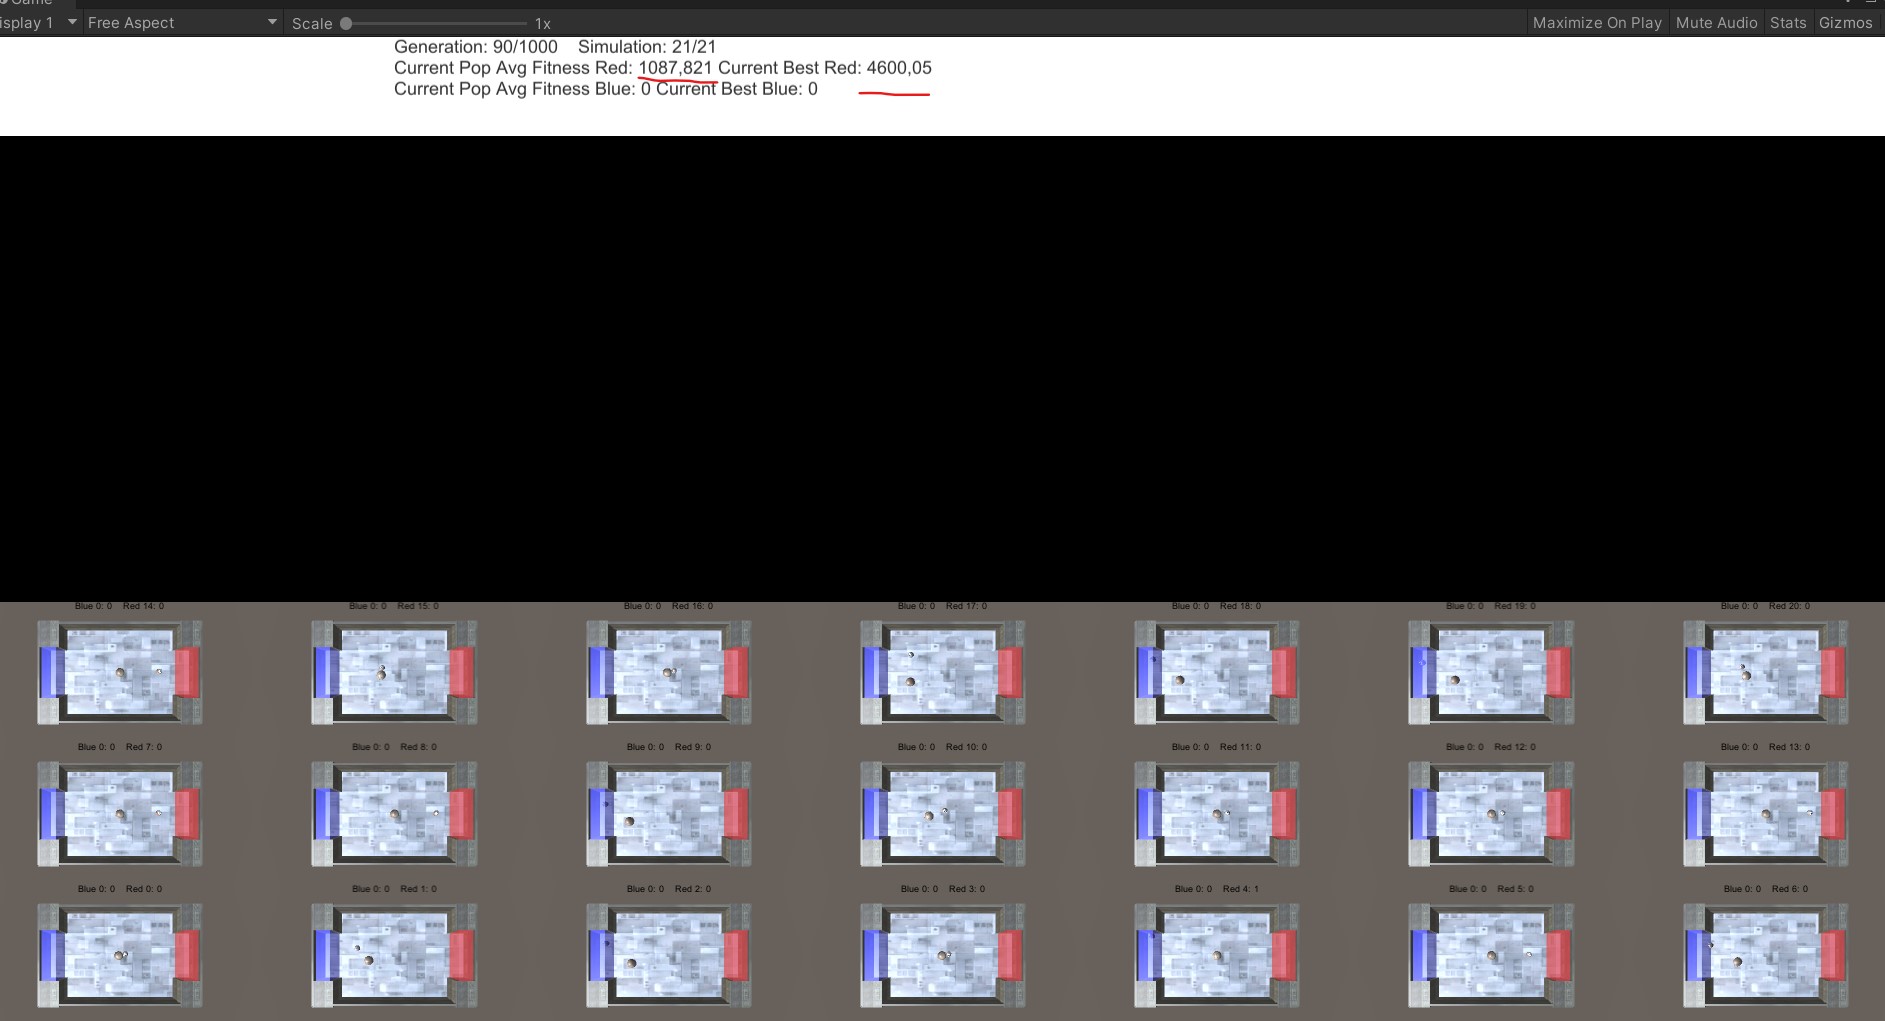 Game
isplay 1 Free Aspect Scale 1x Maximize On Play Mute Audio Stats Gizmos
Generation: 90/1000 Simulation: 21/21
Current Pop Avg Fitness Red: 1087,821 Current Best Red: 4600,05
Current Pop Avg Fitness Blue: 0 Current Best Blue: 0
Blue 0: 0 Red 14: 0 Blue 0: 0 Red 15: 0 Blue 0: 0 Red 16: 0 Blue 0: 0 Red 17: 0 Blue 0: 0 Red 18: 0 Blue 0: 0 Red 19: 0 Blue 0: 0 Red 20: 0
Blue 0: 0 Red 7: 0 Blue 0: 0 Red 8: 0 Blue 0: 0 Red 9: 0 Blue 0: 0 Red 10: 0 Blue 0: 0 Red 11: 0 Blue 0: 0 Red 12: 0 Blue 0: 0 Red 13: 0
Blue 0: 0 Red 0: 0 Blue 0: 0 Red 1: 0 Blue 0: 0 Red 2: 0 Blue 0: 0 Red 3: 0 Blue 0: 0 Red 4: 1 Blue 0: 0 Red 5: 0 Blue 0: 0 Red 6: 0